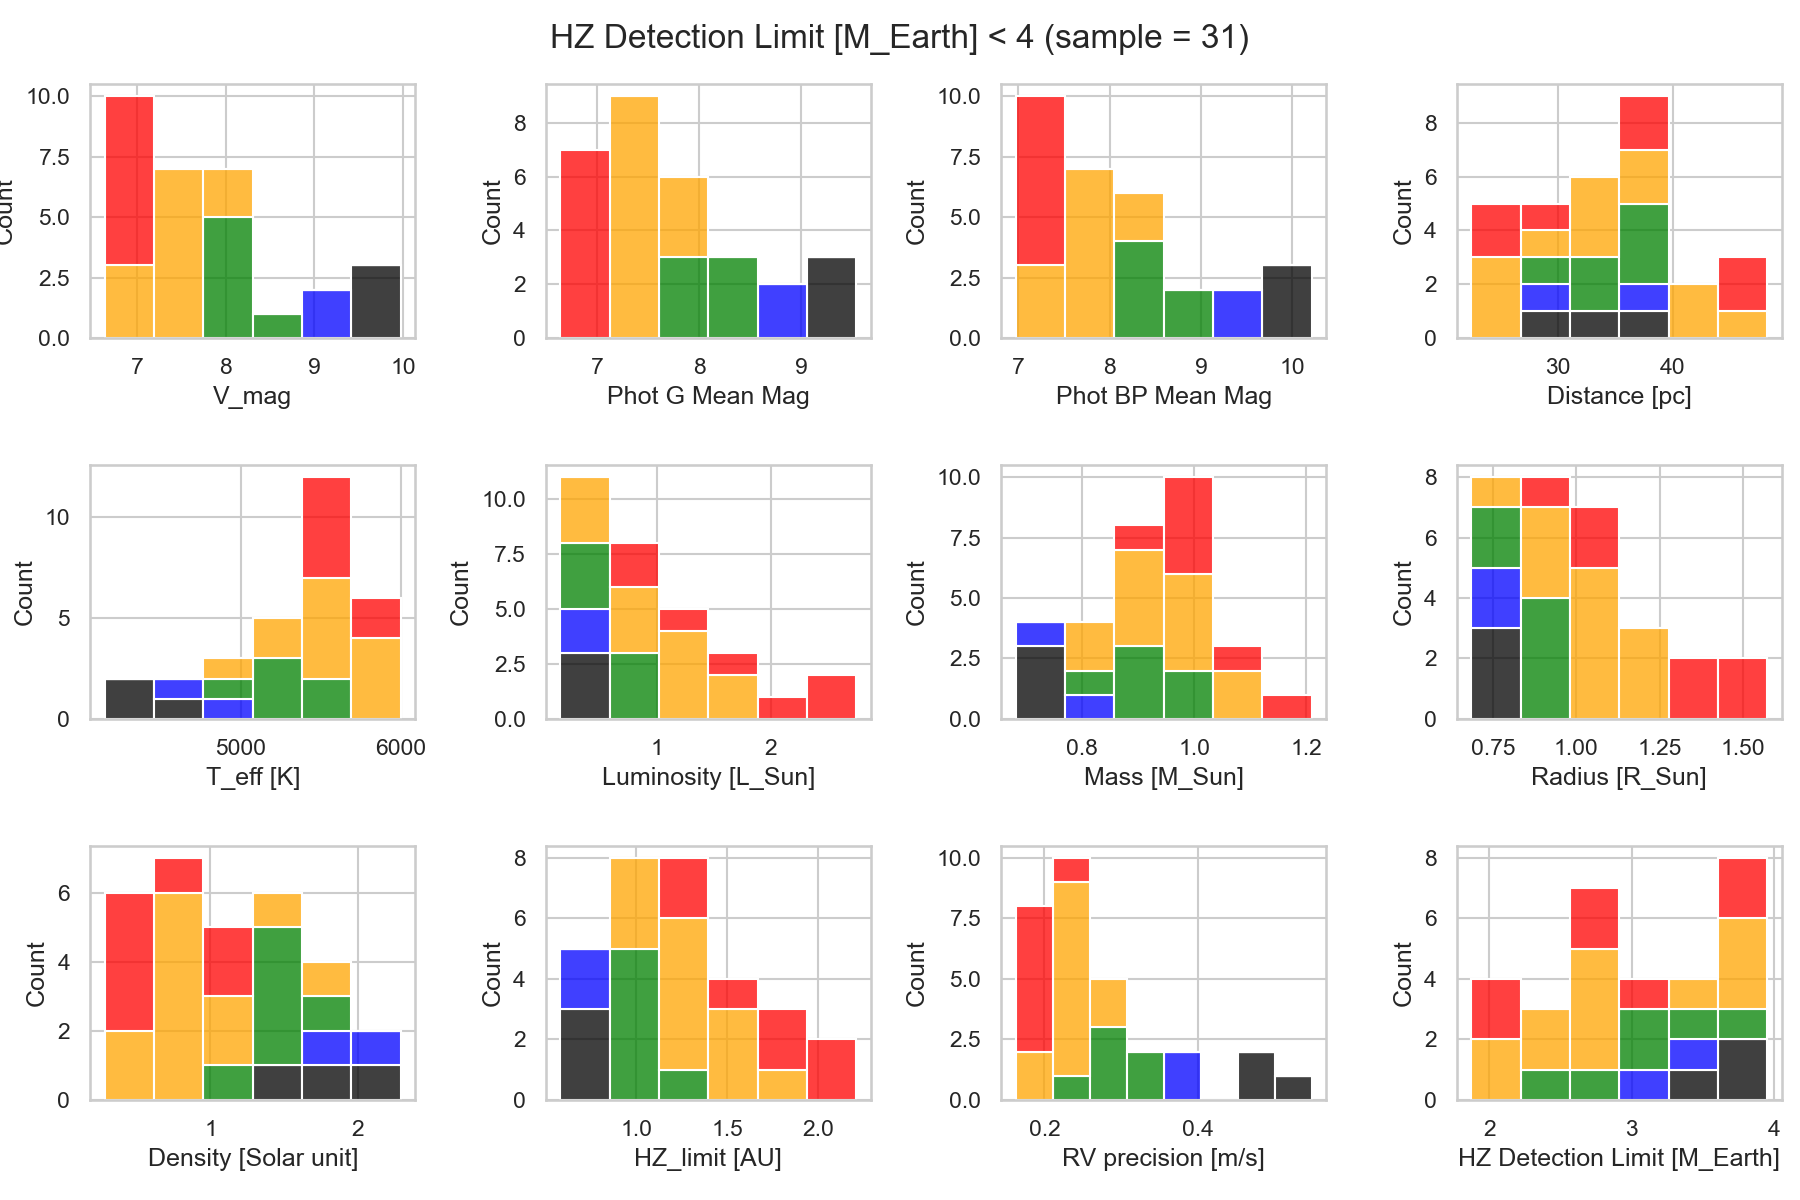 HZ Detection Limit [M_Earth] < 4 (sample = 31)
10.0
7.5
5.0
2.5
0.0
Count
7 8 9 10
V_mag
8
6
4
2
0
Count
7 8 9
Phot G Mean Mag
10.0
7.5
5.0
2.5
0.0
Count
7 8 9 10
Phot BP Mean Mag
8
6
4
2
0
Count
30 40
Distance [pc]
10
5
0
Count
5000 6000
T_eff [K]
10.0
7.5
5.0
2.5
0.0
Count
1 2
Luminosity [L_Sun]
10.0
7.5
5.0
2.5
0.0
Count
0.8 1.0 1.2
Mass [M_Sun]
8
6
4
2
0
Count
0.75 1.00 1.25 1.50
Radius [R_Sun]
6
4
2
0
Count
1 2
Density [Solar unit]
8
6
4
2
0
Count
1.0 1.5 2.0
HZ_limit [AU]
10.0
7.5
5.0
2.5
0.0
Count
0.2 0.4
RV precision [m/s]
8
6
4
2
0
Count
2 3 4
HZ Detection Limit [M_Earth]